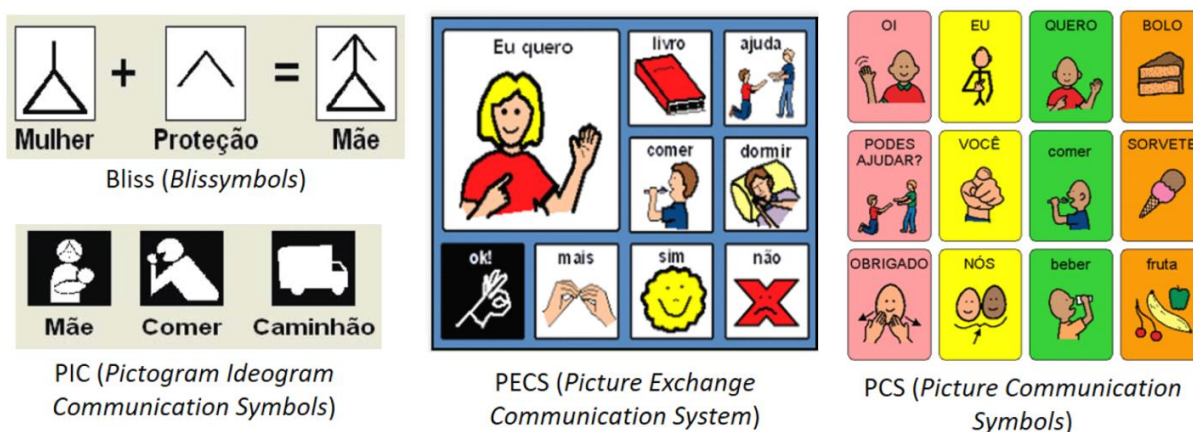 + =
Mulher Proteção Mãe
Bliss (Blissymbols)
Mãe Comer Caminhão
PIC (Pictogram Ideogram
Communication Symbols)
Eu quero
livro
ajuda
comer
dormir
ok!
mais
sim
não
PECS (Picture Exchange
Communication System)
OI
EU
QUERO
BOLO
PODES
AJUDAR?
VOCÊ
comer
SORVETE
OBRIGADO
NÓS
beber
fruta
PCS (Picture Communication
Symbols)